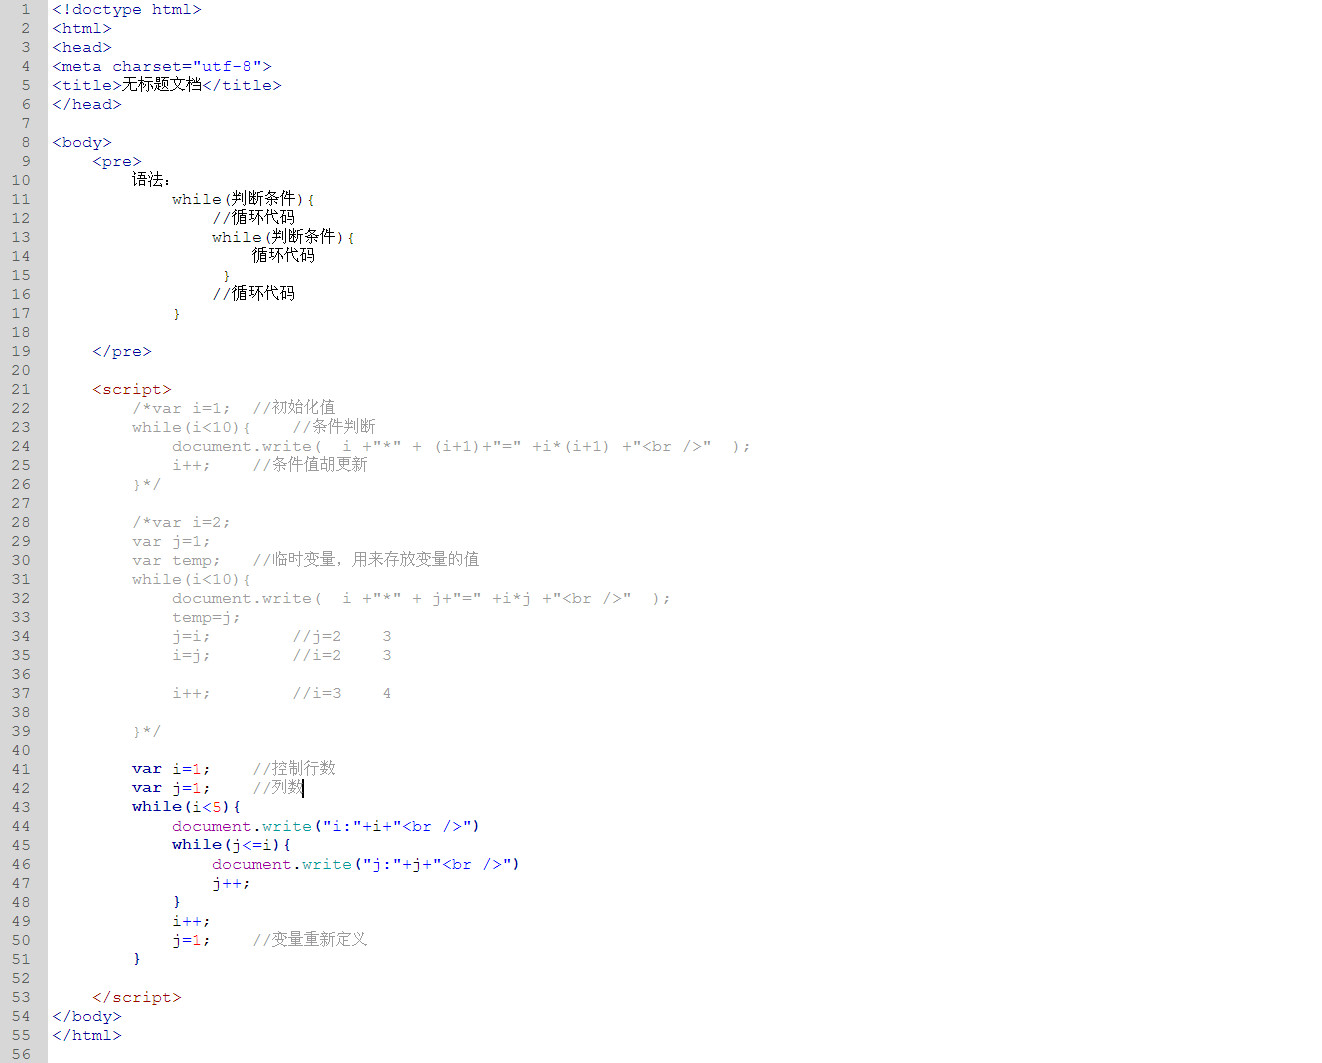 1 <!doctype html>
2 <html>
3 <head>
4 <meta charset="utf-8">
5 <title>无标题文档</title>
6 </head>
7
8 <body>
9     <pre>
10         语法:
11             while(判断条件){
12                 //循环代码
13                 while(判断条件){
14                     循环代码
15                  }
16                 //循环代码
17             }
18
19     </pre>
20
21     <script>
22         /*var i=1;  //初始化值
23         while(i<10){    //条件判断
24             document.write(  i +"*" + (i+1)+"=" +i*(i+1) +"<br />"  );
25             i++;    //条件值胡更新
26         }*/
27
28         /*var i=2;
29         var j=1;
30         var temp;   //临时变量，用来存放变量的值
31         while(i<10){
32             document.write(  i +"*" + j+"=" +i*j +"<br />"  );
33             temp=j;
34             j=i;        //j=2    3
35             i=j;        //i=2    3
36
37             i++;        //i=3    4
38
39         }*/
40
41         var i=1;    //控制行数
42         var j=1;    //列数
43         while(i<5){
44             document.write("i:"+i+"<br />")
45             while(j<=i){
46                 document.write("j:"+j+"<br />")
47                 j++;
48             }
49             i++;
50             j=1;    //变量重新定义
51         }
52
53     </script>
54 </body>
55 </html>
56